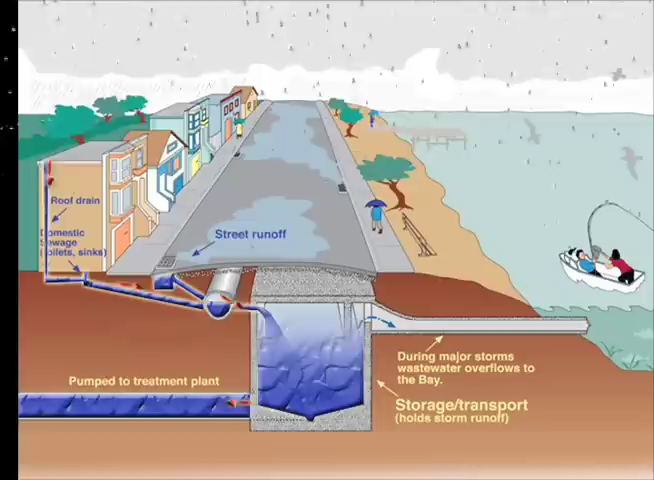 Roof drain
Domestic
Sewage
(toilets, sinks)
Street runoff
During major storms
wastewater overflows to
the Bay.
Pumped to treatment plant
Storage/transport
(holds storm runoff)